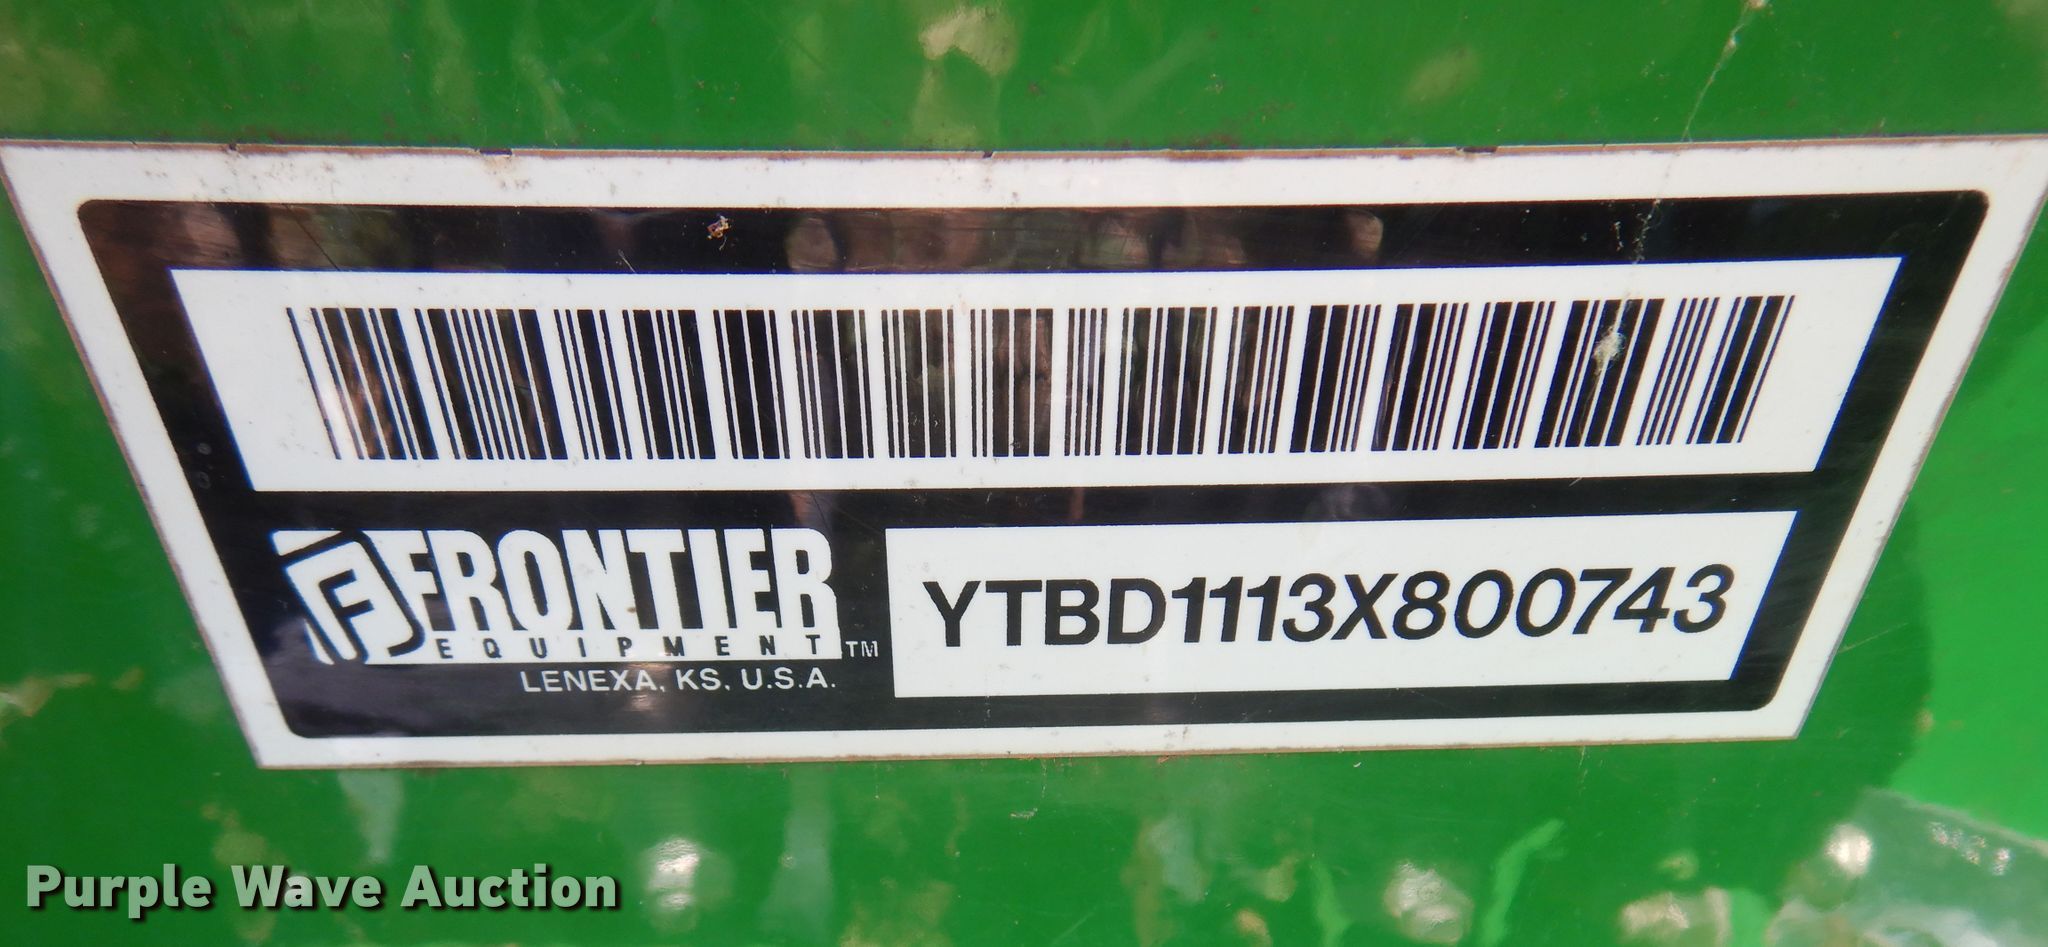 FRONTIER
EQUIPMENT™
LENEXA, KS. U.S.A.
YTBD1113X800743
Purple Wave Auction